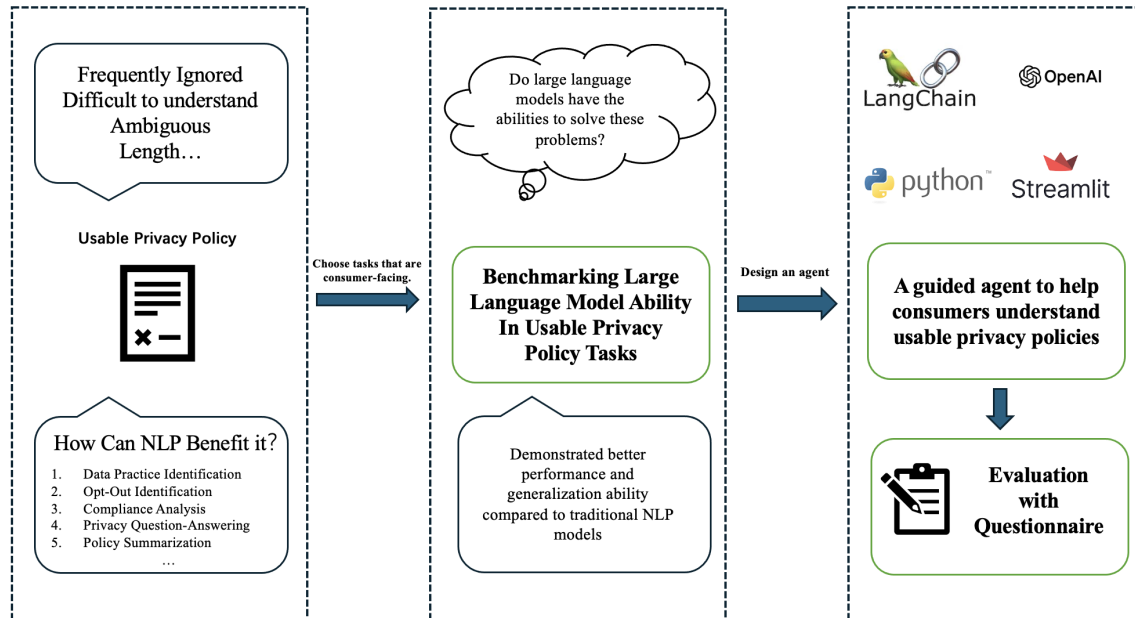 Frequently Ignored
Difficult to understand
Ambiguous
Length…
Usable Privacy Policy
How Can NLP Benefit it?
1. Data Practice Identification
2. Opt-Out Identification
3. Compliance Analysis
4. Privacy Question-Answering
5. Policy Summarization
…
Choose tasks that are
consumer-facing.
Do large language
models have the
abilities to solve these
problems?
Benchmarking Large
Language Model Ability
In Usable Privacy
Policy Tasks
Demonstrated better
performance and
generalization ability
compared to traditional NLP
models
Design an agent
LangChain
OpenAI
python™
Streamlit
A guided agent to help
consumers understand
usable privacy policies
Evaluation
with
Questionnaire